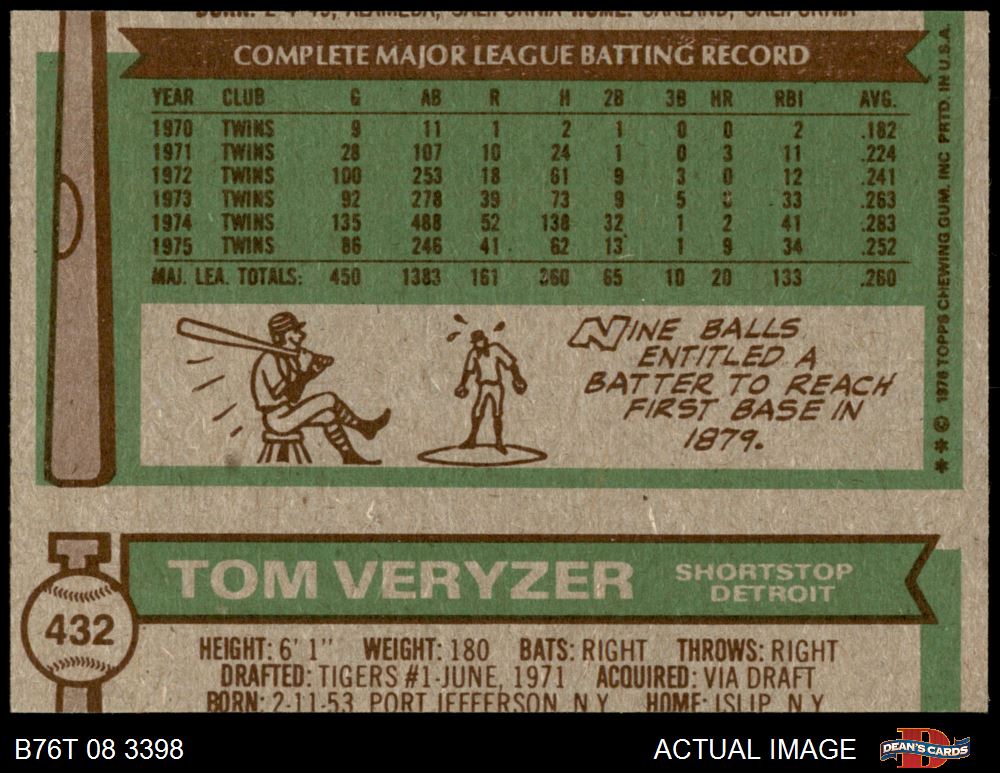 COMPLETE MAJOR LEAGUE BATTING RECORD
YEAR CLUB G AB R H 2B 3B HR RBI AVG.
1970 TWINS 9 11 1 2 1 0 0 2 .182
1971 TWINS 28 107 10 24 1 0 3 11 .224
1972 TWINS 100 253 18 61 9 3 0 12 .241
1973 TWINS 92 278 39 73 9 5 33 .263
1974 TWINS 135 488 52 138 32 1 2 41 .283
1975 TWINS 86 246 41 62 13 1 9 34 .252
MAJ. LEA. TOTALS: 450 1383 161 360 65 10 20 133 .260
NINE BALLS
ENTITLED A
BATTER TO REACH
FIRST BASE IN
1879.
** © 1976 TOPPS CHEWING GUM, INC PRTD. IN U.S.A.
432
TOM VERYZER
SHORTSTOP
DETROIT
HEIGHT: 6' 1" WEIGHT: 180 BATS: RIGHT THROWS: RIGHT
DRAFTED: TIGERS #1-JUNE, 1971 ACQUIRED: VIA DRAFT
BORN: 2-11-53, PORT JEFFERSON, N.Y. HOME: ISLIP, N.Y.
B76T 08 3398
ACTUAL IMAGE
DEAN'S CARDS